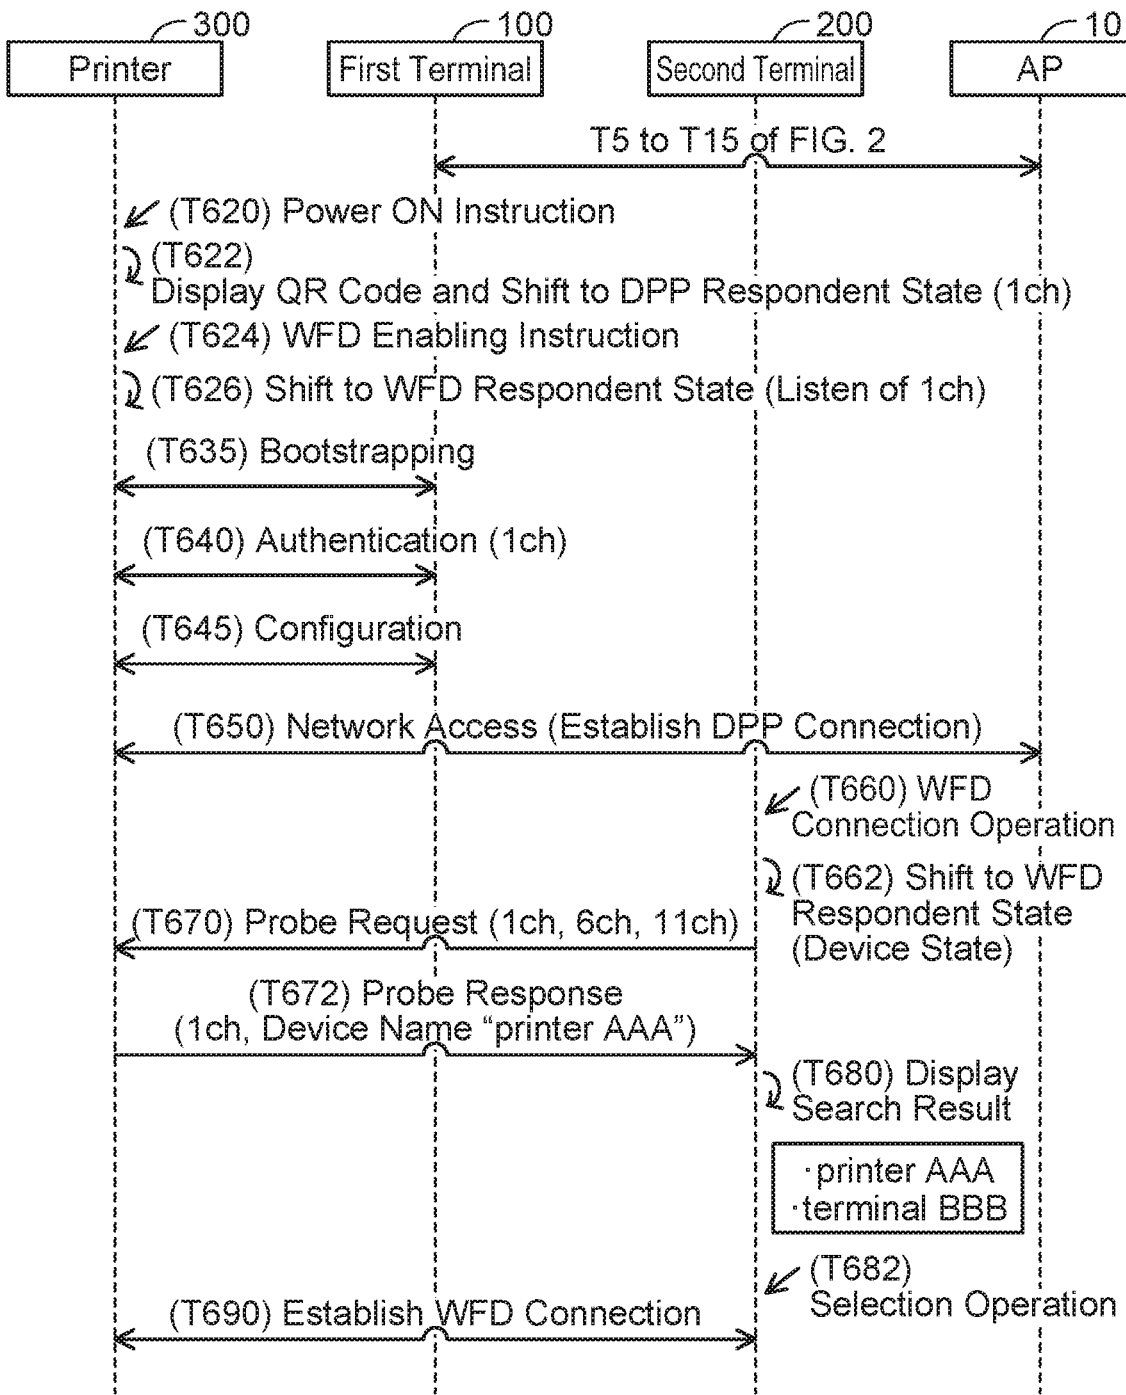 300
100
200
10
Printer
First Terminal
Second Terminal
AP
T5 to T15 of FIG. 2
(T620) Power ON Instruction
(T622)
Display QR Code and Shift to DPP Respondent State (1ch)
(T624) WFD Enabling Instruction
(T626) Shift to WFD Respondent State (Listen of 1ch)
(T635) Bootstrapping
(T640) Authentication (1ch)
(T645) Configuration
(T650) Network Access (Establish DPP Connection)
(T660) WFD
Connection Operation
(T662) Shift to WFD
Respondent State
(Device State)
(T670) Probe Request (1ch, 6ch, 11ch)
(T672) Probe Response
(1ch, Device Name “printer AAA”)
(T680) Display
Search Result
·printer AAA
·terminal BBB
(T682)
Selection Operation
(T690) Establish WFD Connection